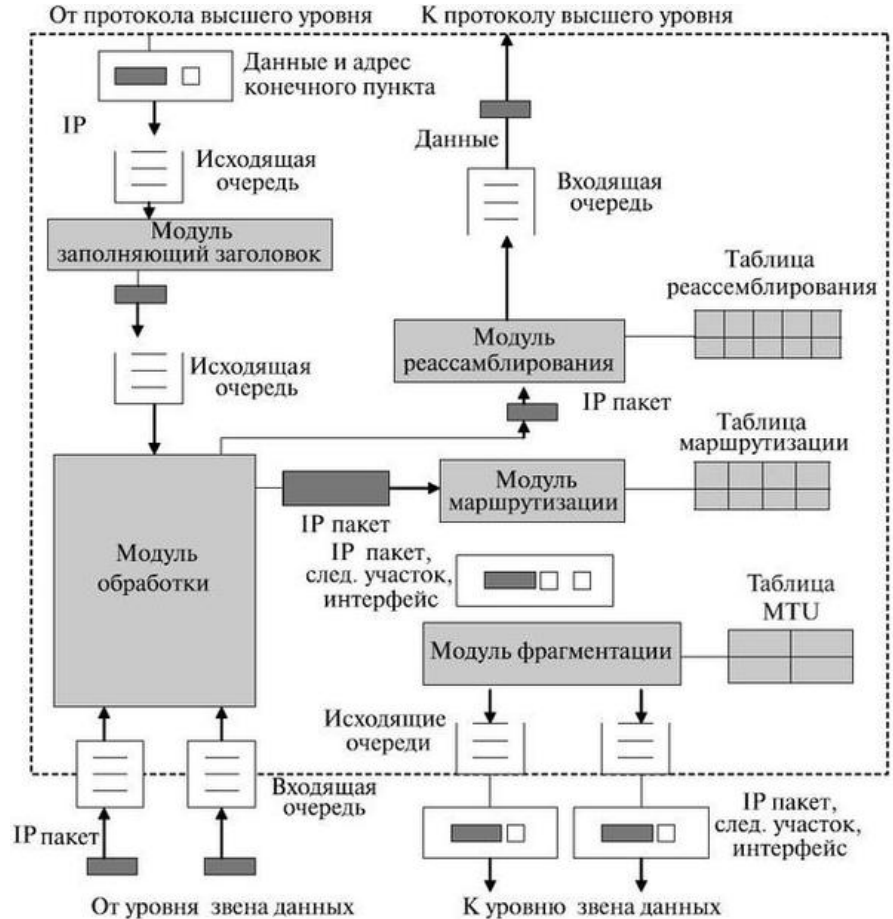 От протокола высшего уровня
К протоколу высшего уровня
Данные и адрес
конечного пункта
IP
Данные
Исходящая
очередь
Входящая
очередь
Модуль
заполняющий заголовок
Таблица
реассемблирования
Модуль
реассамблирования
Исходящая
очередь
IP пакет
Таблица
маршрутизации
Модуль
маршрутизации
IP пакет
Модуль
обработки
IP пакет,
след. участок,
интерфейс
Таблица
MTU
Модуль фрагментации
Исходящие
очереди
Входящая
очередь
IP пакет
IP пакет,
след. участок,
интерфейс
От уровня звена данных
К уровню звена данных